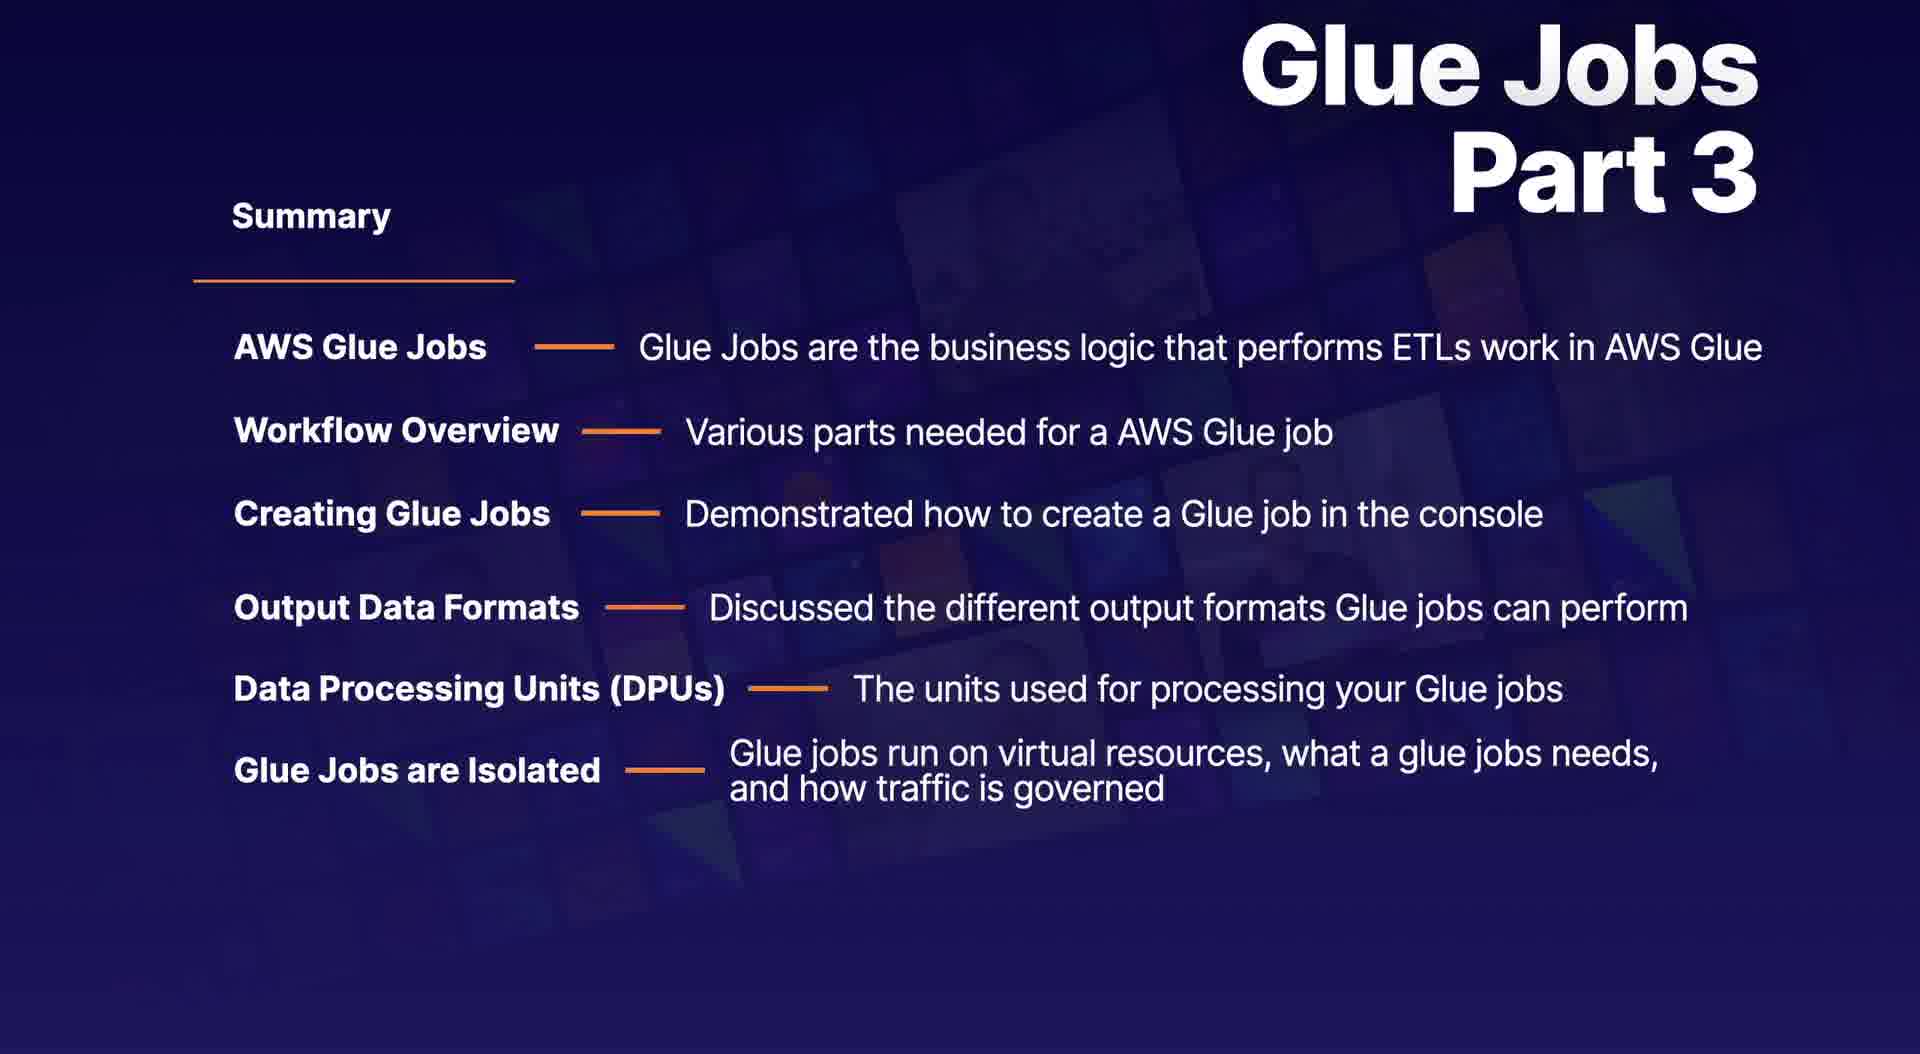 Glue Jobs
Part 3
Summary
AWS Glue Jobs — Glue Jobs are the business logic that performs ETLs work in AWS Glue
Workflow Overview — Various parts needed for a AWS Glue job
Creating Glue Jobs — Demonstrated how to create a Glue job in the console
Output Data Formats — Discussed the different output formats Glue jobs can perform
Data Processing Units (DPUs) — The units used for processing your Glue jobs
Glue Jobs are Isolated — Glue jobs run on virtual resources, what a glue jobs needs,
and how traffic is governed